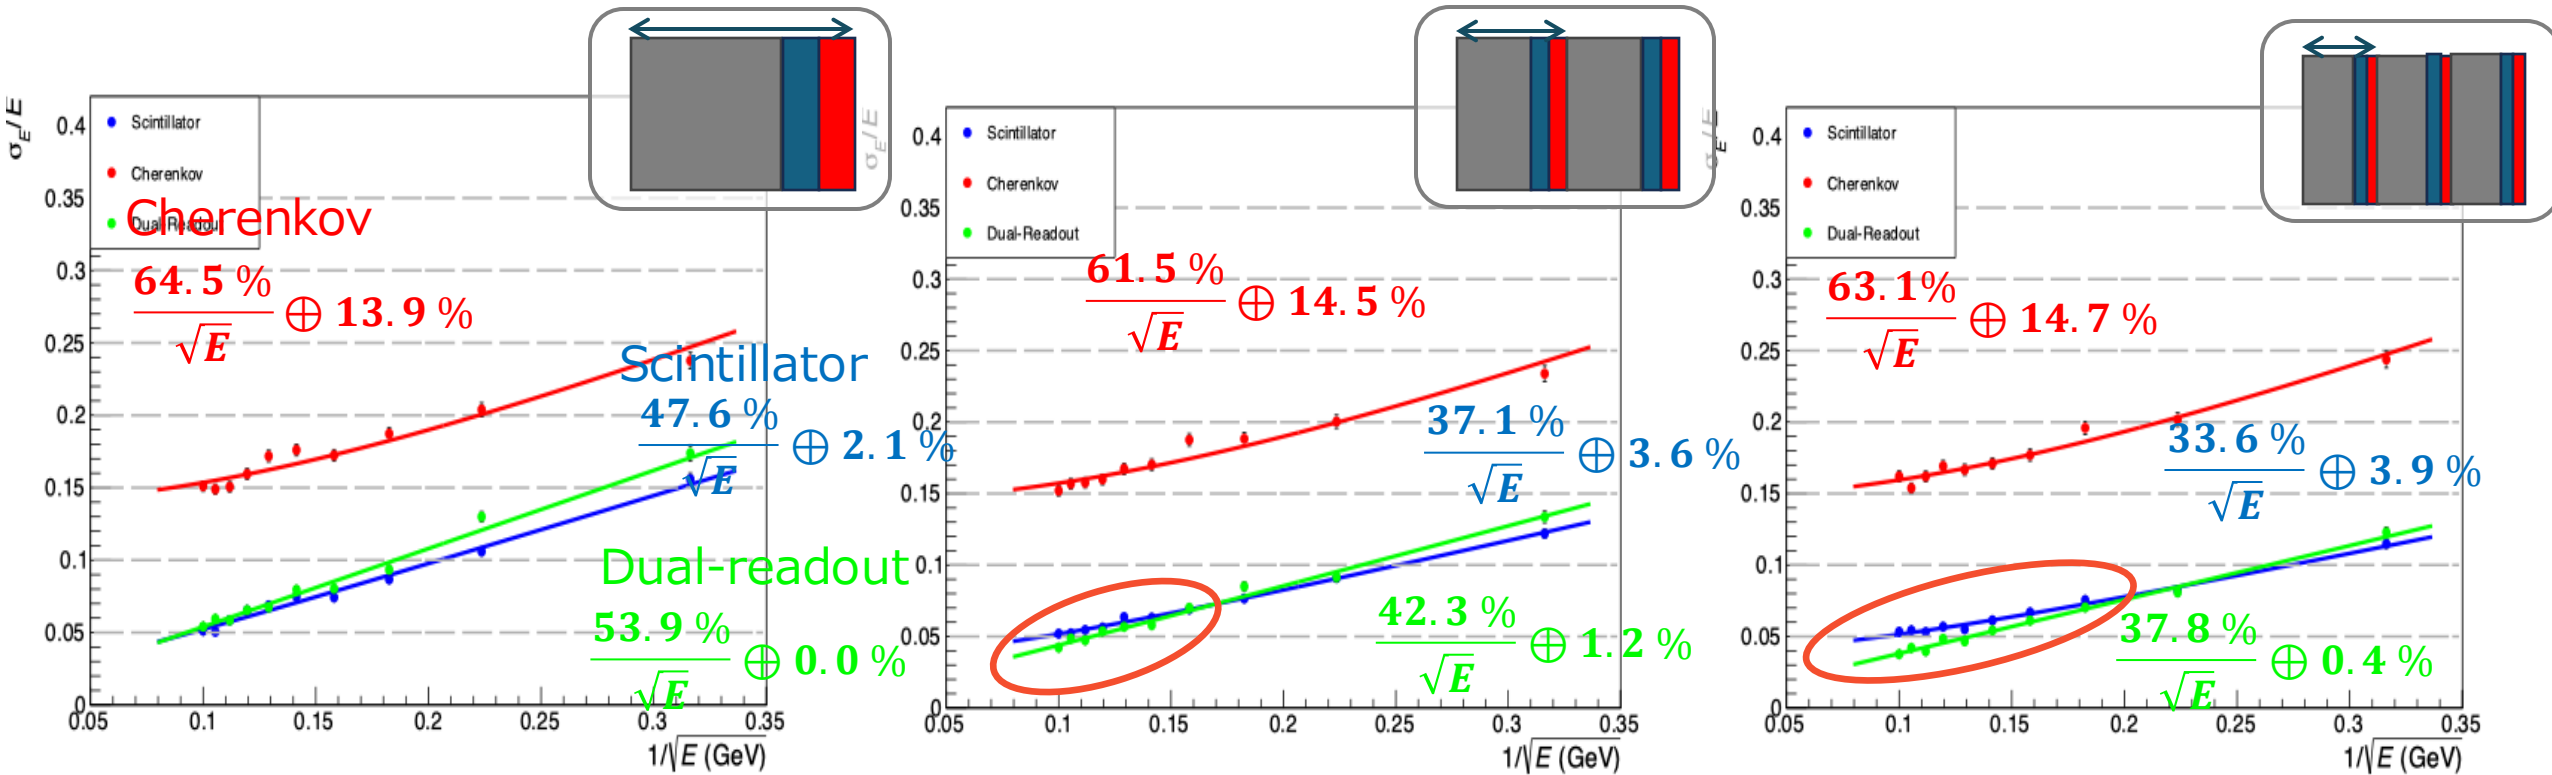 σ_E/E
0.4
0.35
0.3
0.25
0.2
0.15
0.1
0.05
0
Scintillator
Cherenkov
Dual-Readout
Cherenkov
64.5 %
√E
⊕ 13.9 %
Scintillator
47.6 %
√E
⊕ 2.1 %
Dual-readout
53.9 %
√E
⊕ 0.0 %
0.05 0.1 0.15 0.2 0.25 0.3 0.35
1/√E (GeV)
σ_E/E
0.4
0.35
0.3
0.25
0.2
0.15
0.1
0.05
0
Scintillator
Cherenkov
Dual-Readout
61.5 %
√E
⊕ 14.5 %
37.1 %
√E
⊕ 3.6 %
42.3 %
√E
⊕ 1.2 %
0.05 0.1 0.15 0.2 0.25 0.3 0.35
1/√E (GeV)
σ_E/E
0.4
0.35
0.3
0.25
0.2
0.15
0.1
0.05
0
Scintillator
Cherenkov
Dual-Readout
63.1%
√E
⊕ 14.7 %
33.6 %
√E
⊕ 3.9 %
37.8 %
√E
⊕ 0.4 %
0.05 0.1 0.15 0.2 0.25 0.3 0.35
1/√E (GeV)